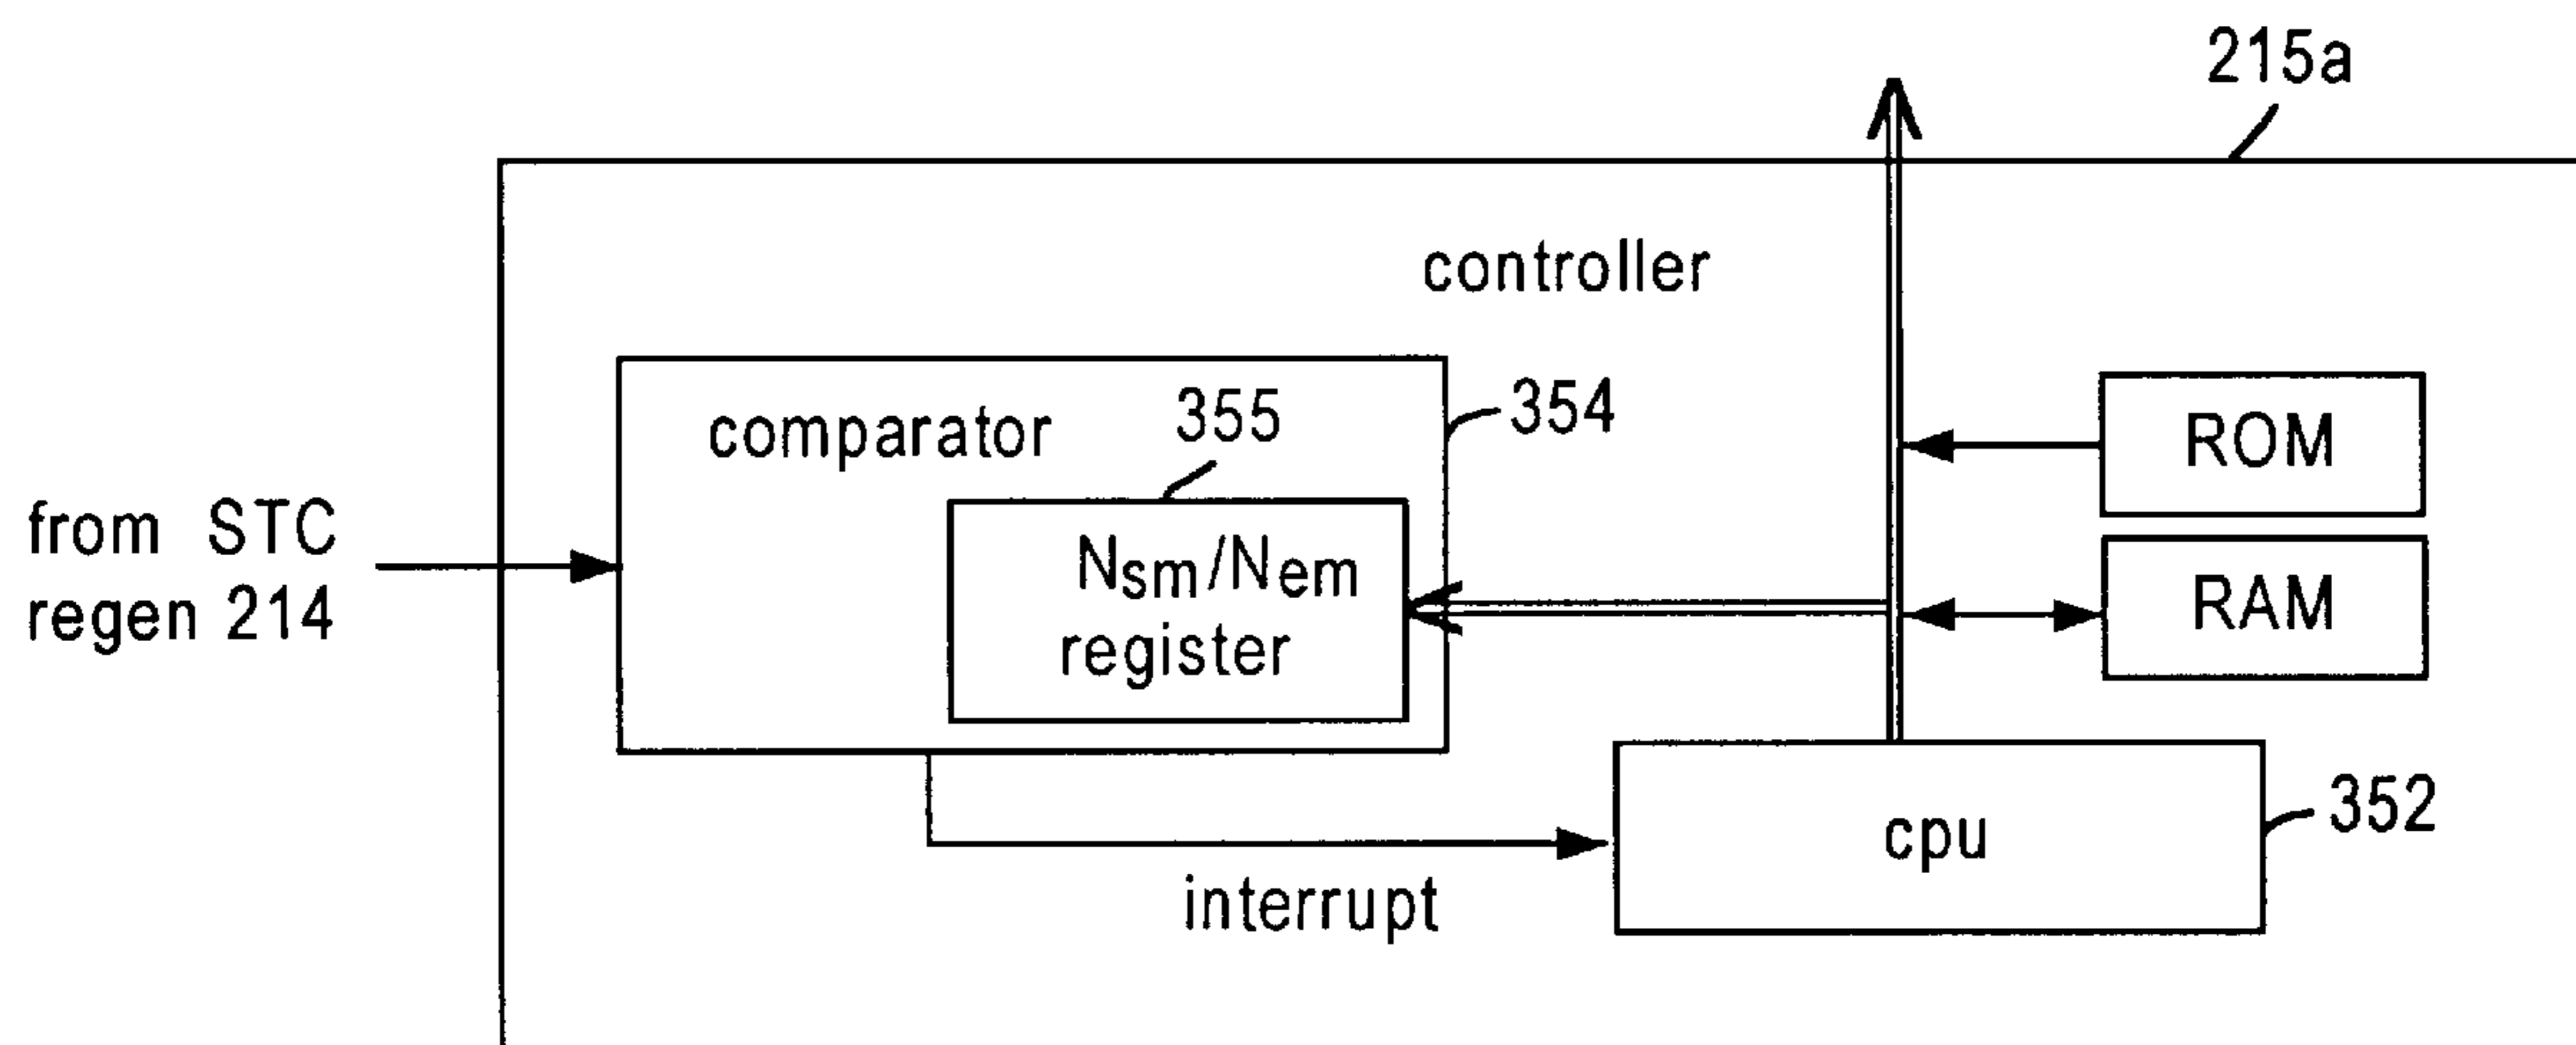 215a
controller
355
354
comparator
ROM
from STC
regen 214
Nsm/Nem
register
RAM
352
cpu
interrupt